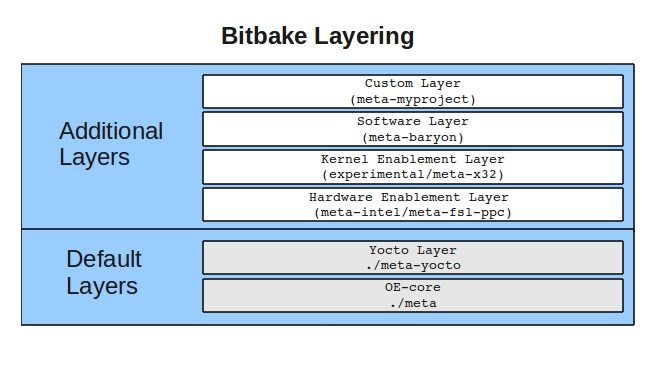 Bitbake Layering
Additional
Layers
Custom Layer
(meta-myproject)
Software Layer
(meta-baryon)
Kernel Enablement Layer
(experimental/meta-x32)
Hardware Enablement Layer
(meta-intel/meta-fsl-ppc)
Default
Layers
Yocto Layer
./meta-yocto
OE-core
./meta